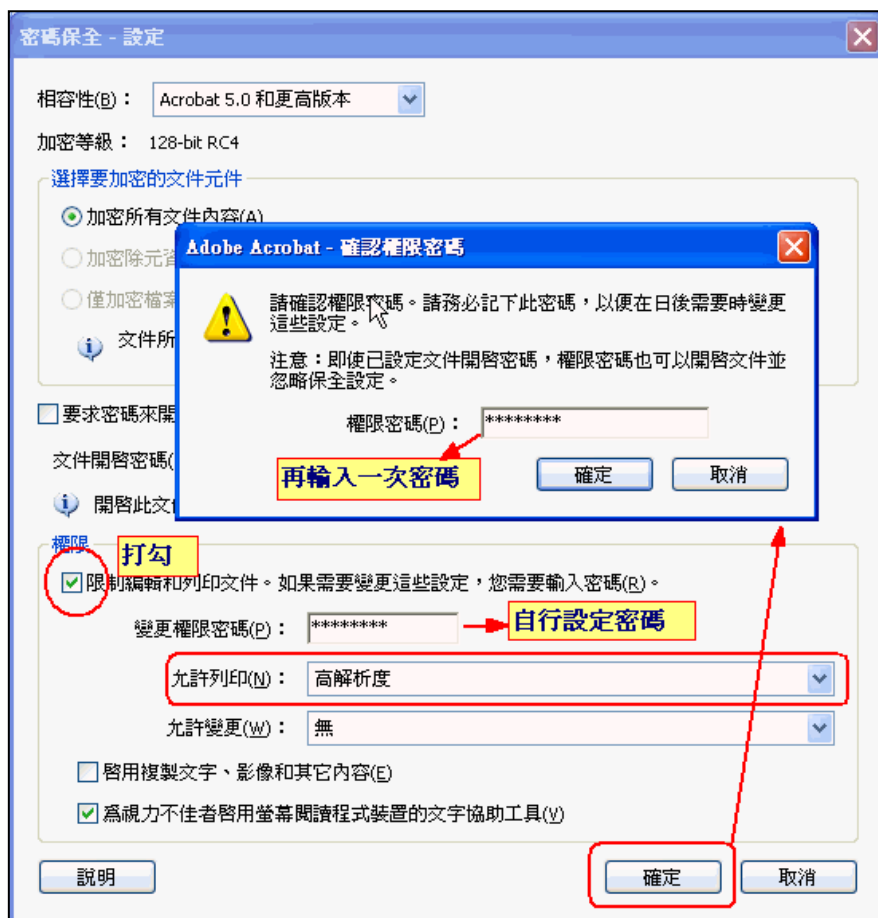 密碼保全 - 設定
相容性(B)： Acrobat 5.0 和更高版本
加密等級： 128-bit RC4
選擇要加密的文件元件
加密所有文件內容(A)
加密除元資
僅加密檔案
文件所
Adobe Acrobat - 確認權限密碼
請確認權限密碼。請務必記下此密碼，以便在日後需要時變更
這些設定。
注意：即使已設定文件開啓密碼，權限密碼也可以開啓文件並
忽略保全設定。
權限密碼(P)： ********
再輸入一次密碼
確定 取消
要求密碼來開
文件開啓密碼(
開啓此文件
權限
打勾
限制編輯和列印文件。如果需要變更這些設定，您需要輸入密碼(R)。
變更權限密碼(P)： ********
自行設定密碼
允許列印(N)： 高解析度
允許變更(W)： 無
啓用複製文字、影像和其它內容(E)
爲視力不佳者啓用螢幕閱讀程式裝置的文字協助工具(V)
說明 確定 取消